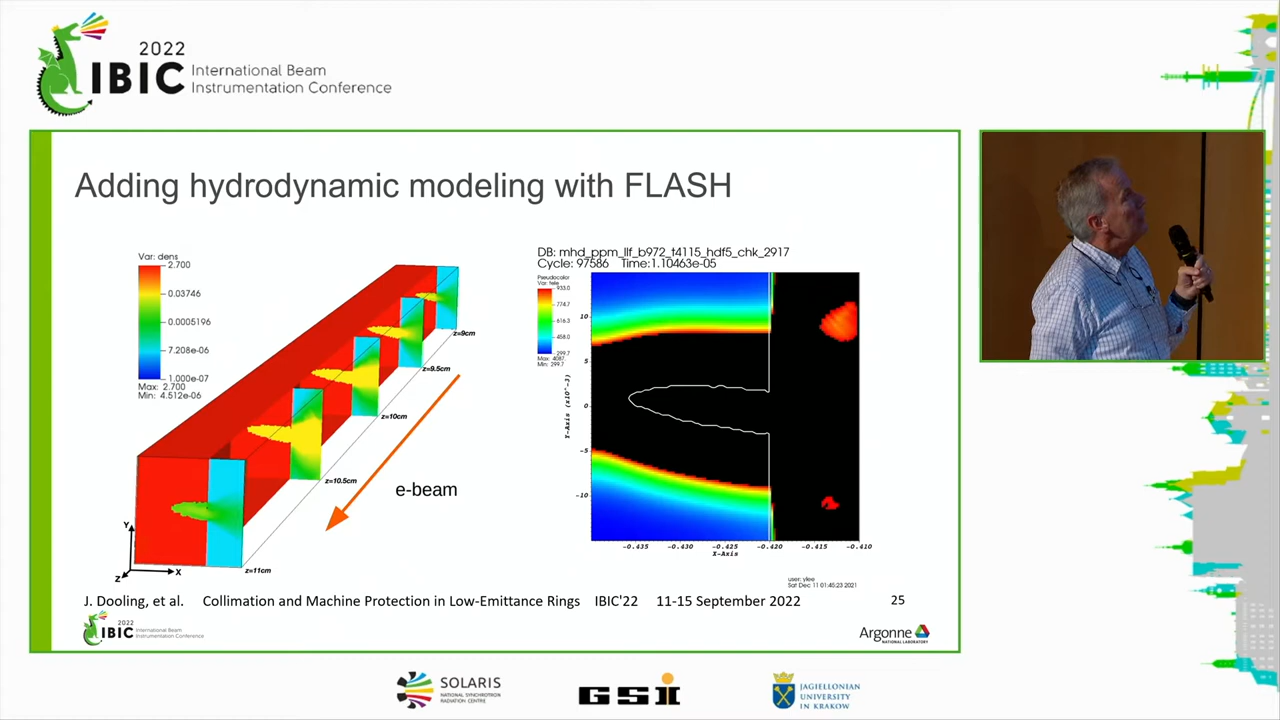 2022
IBIC International Beam
Instrumentation Conference
Adding hydrodynamic modeling with FLASH
Var: dens
2.700
0.03746
0.0005196
7.208e-06
1.000e-07
Max: 2.700
Min: 4.512e-06
z=9cm
z=9.5cm
z=10cm
z=10.5cm
z=11cm
e-beam
Y
X
Z
DB: mhd_ppm_llf_b972_t4115_hdf5_chk_2917
Cycle: 97586 Time:1.10463e-05
Pseudocolor
Var: tele
933.0
774.7
616.3
458.0
299.7
Max: 4087.
Min: 299.7
Y-Axis (x10^-3)
10
5
0
-5
-10
-0.435 -0.430 -0.425 -0.420 -0.415 -0.410
X-Axis
user: ylee
Sat Dec 11 01:45:23 2021
J. Dooling, et al. Collimation and Machine Protection in Low-Emittance Rings IBIC'22 11-15 September 2022 25
2022
IBIC International Beam
Instrumentation Conference
Argonne
NATIONAL LABORATORY
SOLARIS
NATIONAL SYNCHROTRON
RADIATION CENTRE
GSI
JAGIELLONIAN
UNIVERSITY
IN KRAKOW